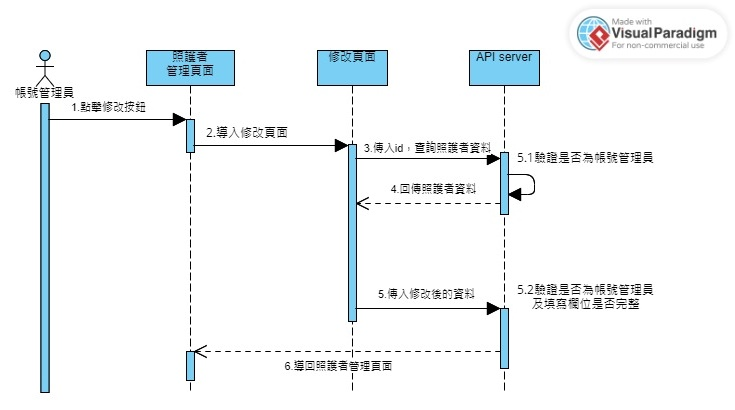 Made with
VisualParadigm
For non-commercial use
照護者
管理頁面
修改頁面
API server
帳號管理員
1.點擊修改按鈕
2.導入修改頁面
3.傳入id，查詢照護者資料
5.1驗證是否為帳號管理員
4.回傳照護者資料
5.傳入修改後的資料
5.2驗證是否為帳號管理員
及填寫欄位是否完整
6.導回照護者管理頁面